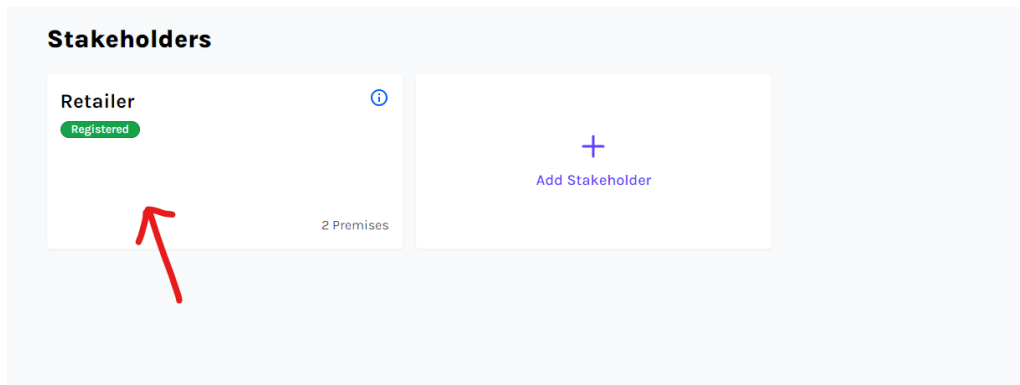 Stakeholders
Retailer
Registered
2 Premises
Add Stakeholder